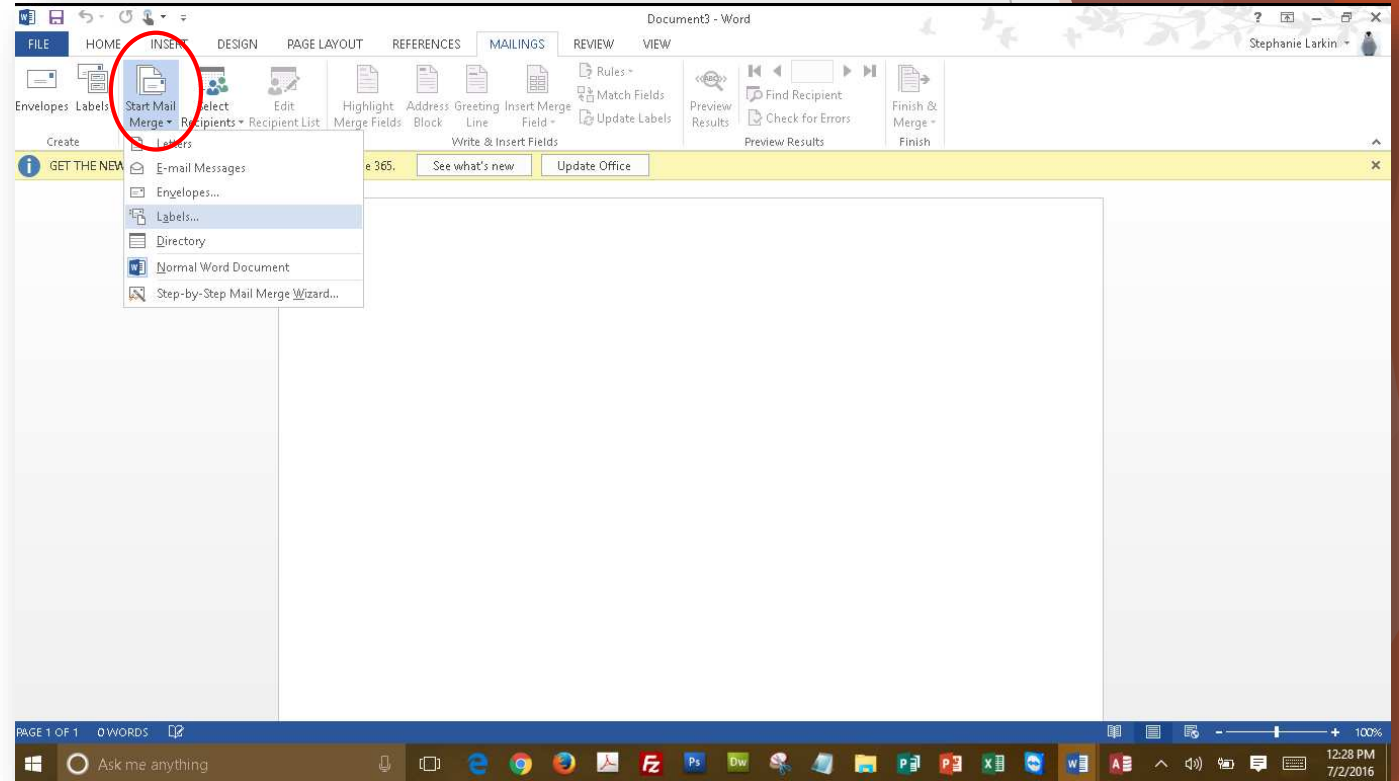 Document3 - Word
?
FILE HOME INSERT DESIGN PAGE LAYOUT REFERENCES MAILINGS REVIEW VIEW Stephanie Larkin
Envelopes Labels Start Mail Merge Select Recipients Edit Recipient List Highlight Merge Fields Address Block Greeting Line Insert Merge Field
Rules
Match Fields
Update Labels
ABC
Preview Results
Find Recipient
Check for Errors
Finish & Merge
Create Write & Insert Fields Preview Results Finish
GET THE NEW e 365. See what's new Update Office
Letters
E-mail Messages
Envelopes...
Labels...
Directory
Normal Word Document
Step-by-Step Mail Merge Wizard...
PAGE 1 OF 1 0 WORDS 100%
Ask me anything Fz Ps Dw 12:28 PM
7/2/2016